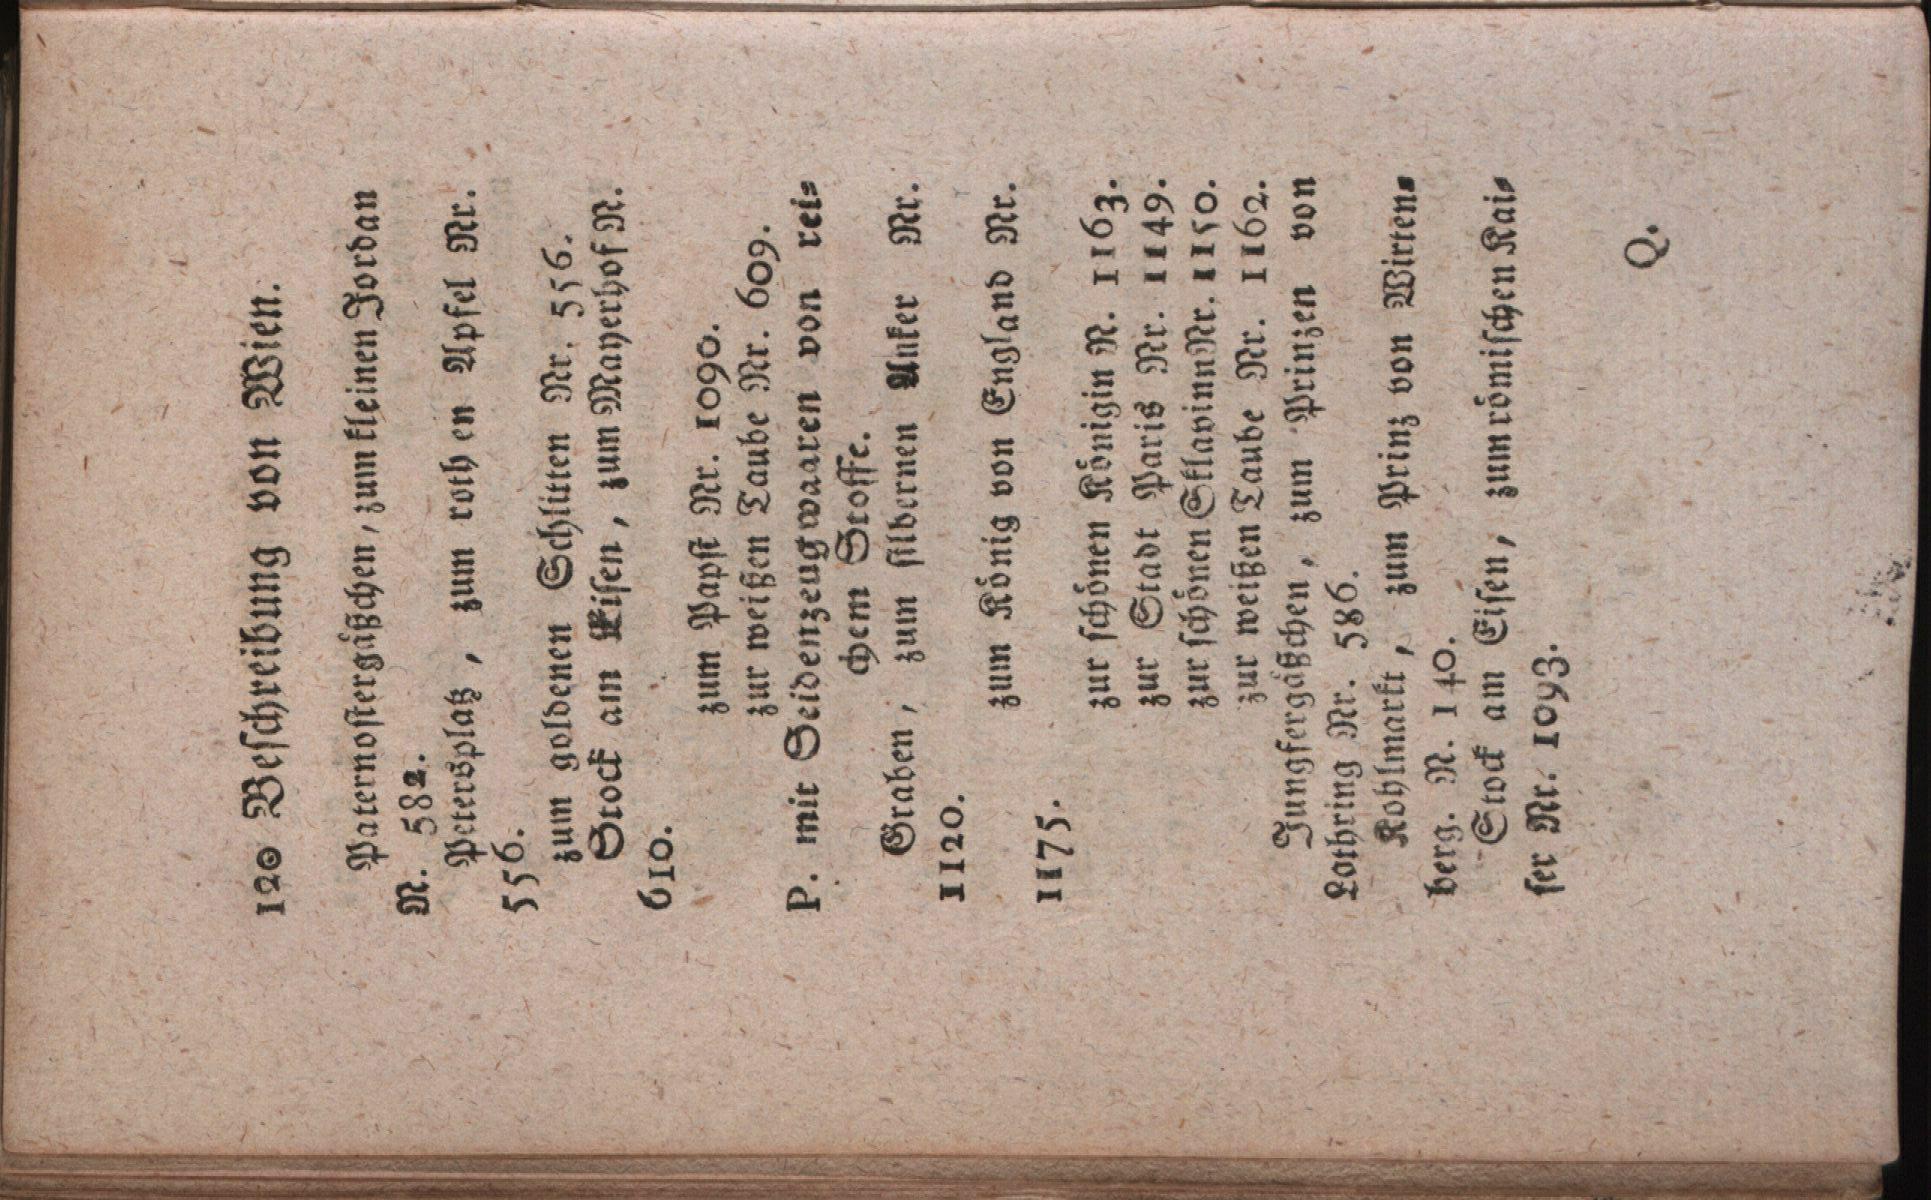 120 Beschreibung von Wien.
Paternostergäßchen, zum kleinen Jordan
N. 582.
Petersplatz, zum rothen Apfel Nr.
556.
zum goldenen Schlitten Nr. 556.
Stock am Eisen, zum Mayerhof N.
610.
zum Papst Nr. 1090.
zur weißen Taube Nr. 609.
P. mit Seidenzeugwaaren von rei⸗
chem Stoffe.
Graben, zum silbernen Anker Nr.
1120.
zum König von England Nr.
1175.
zur schönen Königin N. 1163.
zur Stadt Paris Nr. 1149.
zur schönen Sklavinn Nr. 1150.
zur weißen Taube Nr. 1162.
Jungfergäßchen, zum Prinzen von
Lothring Nr. 586.
Kohlmarkt, zum Prinz von Wirten⸗
berg. N. 140.
Stock am Eisen, zum römischen Kai⸗
ser Nr. 1093.
Q.